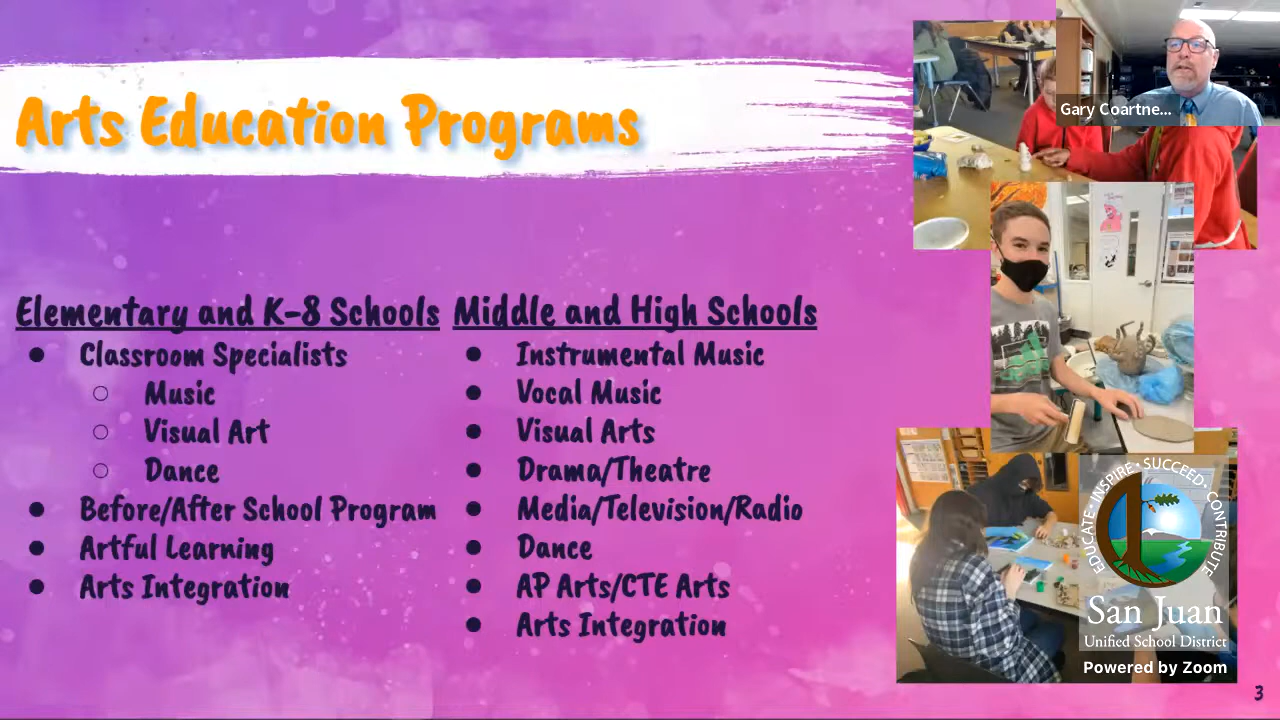 Arts Education Programs
Gary Coartne...
Elementary and K-8 Schools
Classroom Specialists
Music
Visual Art
Dance
Before/After School Program
Artful Learning
Arts Integration
Middle and High Schools
Instrumental Music
Vocal Music
Visual Arts
Drama/Theatre
Media/Television/Radio
Dance
AP Arts/CTE Arts
Arts Integration
EDUCATE • INSPIRE • SUCCEED • CONTRIBUTE
San Juan
Unified School District
Powered by Zoom
3